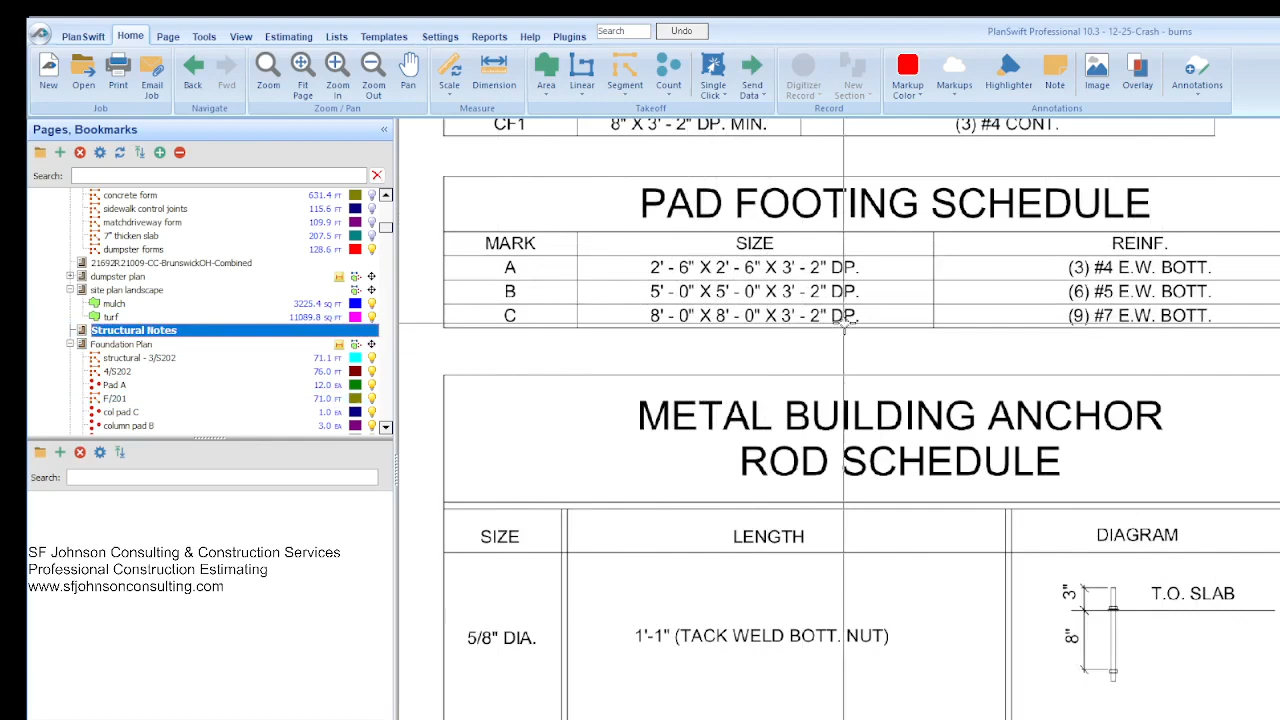 Search
Undo
PlanSwift Professional 10.3 - 12-25-Crash - burns
PlanSwift
Home
Page
Tools
View
Estimating
Lists
Templates
Settings
Reports
Help
Plugins
New
Open
Print
Email Job
Back
Fwd
Zoom
Fit Page
Zoom In
Zoom Out
Pan
Scale
Dimension
Area
Linear
Segment
Count
Single Click
Send Data
Digitizer Record
New Section
Markup Color
Markups
Highlighter
Note
Image
Overlay
Annotations
Job
Navigate
Zoom / Pan
Measure
Takeoff
Record
Annotations
Pages, Bookmarks
Search:
concrete form 631.4 FT
sidewalk control joints 115.6 FT
matchdriveway form 109.9 FT
7" thicken slab 207.5 FT
dumpster forms 128.6 FT
21692R21009-CC-BrunswickOH-Combined
dumpster plan
site plan landscape
mulch 3225.4 SQ FT
turf 11089.8 SQ FT
Structural Notes
Foundation Plan
structural - 3/S202 71.1 FT
4/S202 76.0 FT
Pad A 12.0 EA
F/201 71.0 FT
col pad C 1.0 EA
column pad B 3.0 EA
Search:
SF Johnson Consulting & Construction Services
Professional Construction Estimating
www.sfjohnsonconsulting.com
CF1 8" X 3' - 2" DP. MIN. (3) #4 CONT.
PAD FOOTING SCHEDULE
MARK SIZE REINF.
A 2' - 6" X 2' - 6" X 3' - 2" DP. (3) #4 E.W. BOTT.
B 5' - 0" X 5' - 0" X 3' - 2" DP. (6) #5 E.W. BOTT.
C 8' - 0" X 8' - 0" X 3' - 2" DP. (9) #7 E.W. BOTT.
METAL BUILDING ANCHOR
ROD SCHEDULE
SIZE LENGTH DIAGRAM
5/8" DIA. 1'-1" (TACK WELD BOTT. NUT)
3" T.O. SLAB
8"